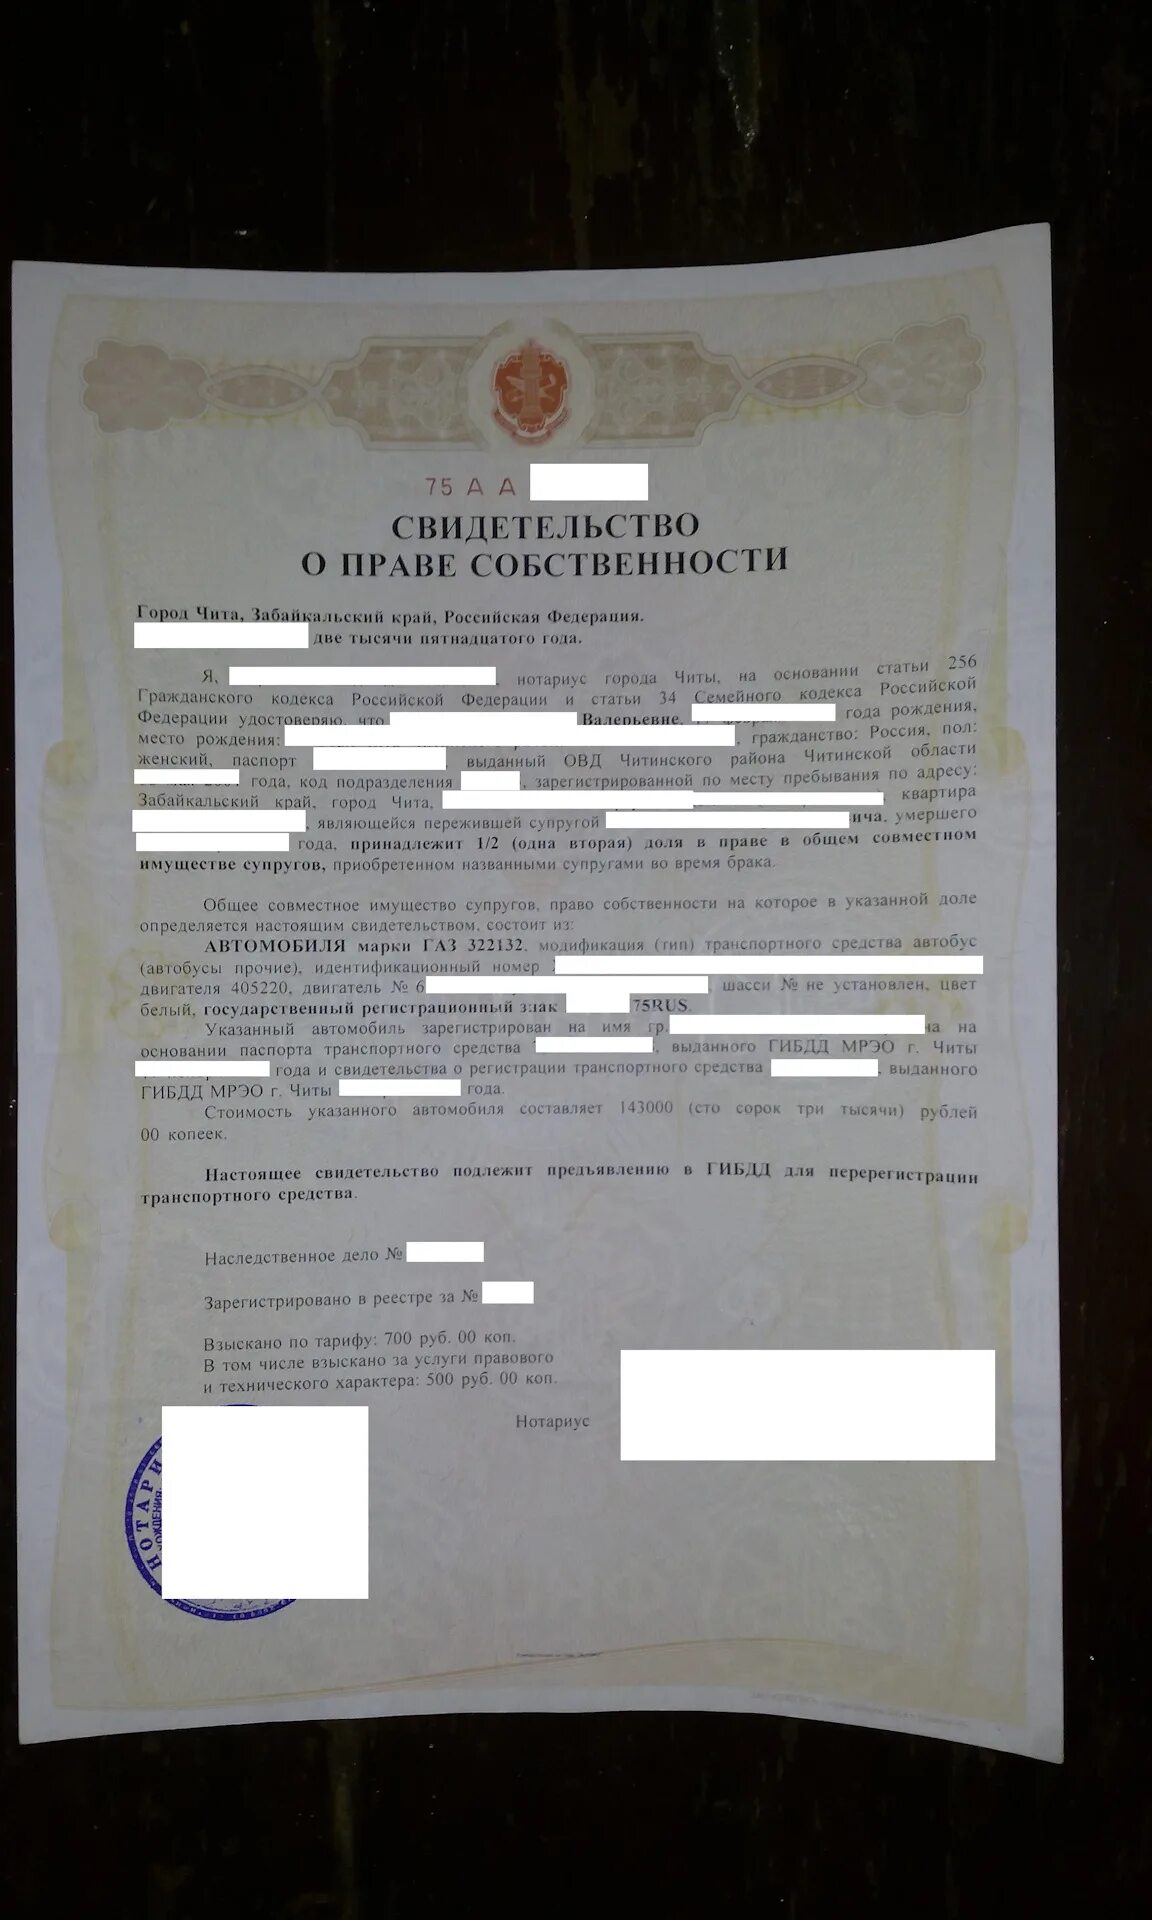 75 А А
СВИДЕТЕЛЬСТВО
О ПРАВЕ СОБСТВЕННОСТИ
Город Чита, Забайкальский край, Российская Федерация.
две тысячи пятнадцатого года.
Я, , нотариус города Читы, на основании статьи 256
Гражданского кодекса Российской Федерации и статьи 34 Семейного кодекса Российской
Федерации удостоверяю, что Валерьевне, года рождения,
место рождения: , гражданство: Россия, пол:
женский, паспорт , выданный ОВД Читинского района Читинской области
года, код подразделения , зарегистрированной по месту пребывания по адресу:
Забайкальский край, город Чита, , квартира
, являющейся пережившей супругой вича, умершего
года, принадлежит 1/2 (одна вторая) доля в праве в общем совместном
имуществе супругов, приобретенном названными супругами во время брака.
Общее совместное имущество супругов, право собственности на которое в указанной доле
определяется настоящим свидетельством, состоит из:
АВТОМОБИЛЯ марки ГАЗ 322132, модификация (тип) транспортного средства автобус
(автобусы прочие), идентификационный номер
двигателя 405220, двигатель № 6 , шасси № не установлен, цвет
белый, государственный регистрационный знак 75RUS.
Указанный автомобиль зарегистрирован на имя гр. на на
основании паспорта транспортного средства , выданного ГИБДД МРЭО г. Читы
года и свидетельства о регистрации транспортного средства , выданного
ГИБДД МРЭО г. Читы года.
Стоимость указанного автомобиля составляет 143000 (сто сорок три тысячи) рублей
00 копеек.
Настоящее свидетельство подлежит предъявлению в ГИБДД для перерегистрации
транспортного средства.
Наследственное дело №
Зарегистрировано в реестре за №
Взыскано по тарифу: 700 руб. 00 коп.
В том числе взыскано за услуги правового
и технического характера: 500 руб. 00 коп.
Нотариус
НОТАРИ